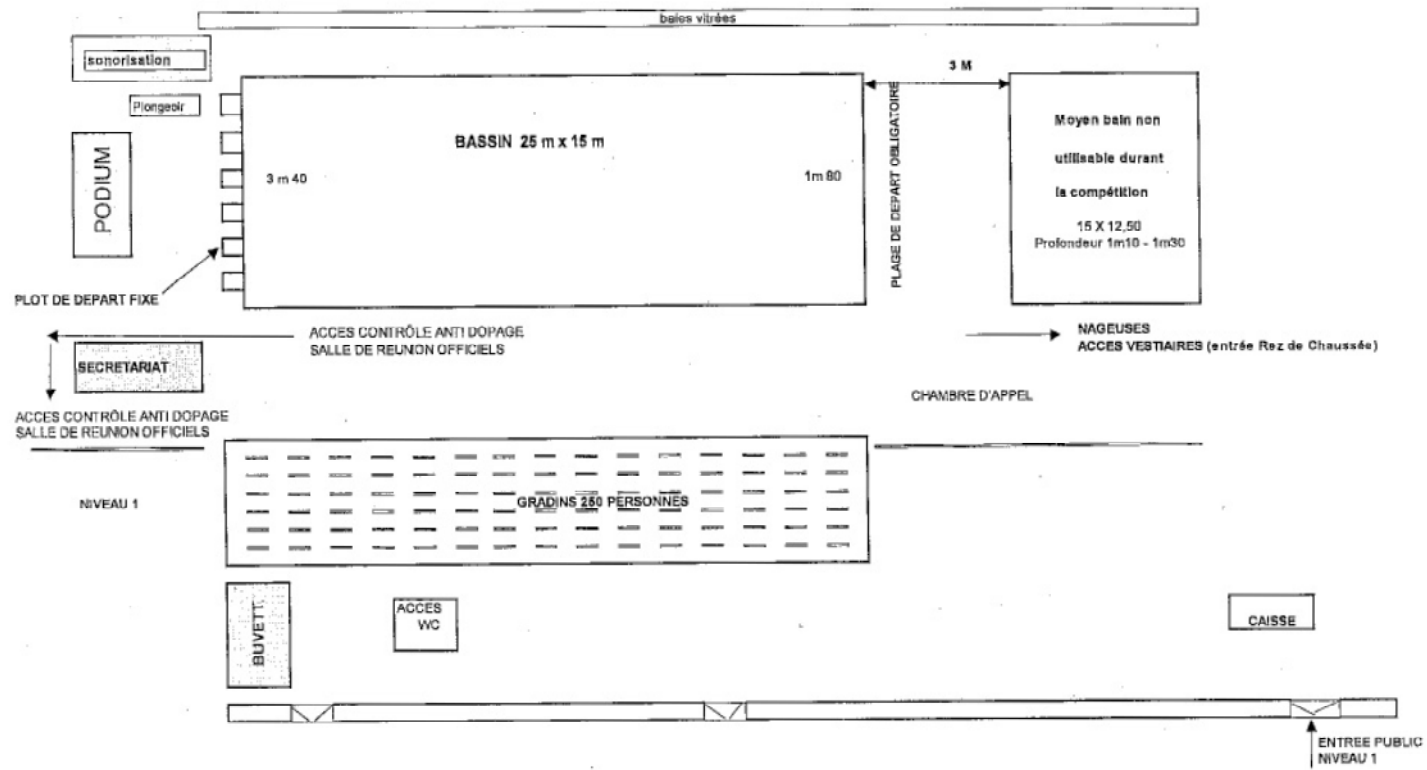 baies vitrées
sonorisation
3 M
Plongeoir
Moyen bain non
utilisable durant
la compétition
15 X 12,50
Profondeur 1m10 - 1m30
BASSIN 25 m x 15 m
3 m 40
1m 80
PLAGE DE DEPART OBLIGATOIRE
PODIUM
PLOT DE DEPART FIXE
ACCES CONTRÔLE ANTI DOPAGE
SALLE DE REUNION OFFICIELS
NAGEUSES
ACCES VESTIAIRES (entrée Rez de Chaussée)
SECRETARIAT
CHAMBRE D'APPEL
ACCES CONTRÔLE ANTI DOPAGE
SALLE DE REUNION OFFICIELS
NIVEAU 1
GRADINS 250 PERSONNES
BUVETT
ACCES
WC
CAISSE
ENTREE PUBLIC
NIVEAU 1